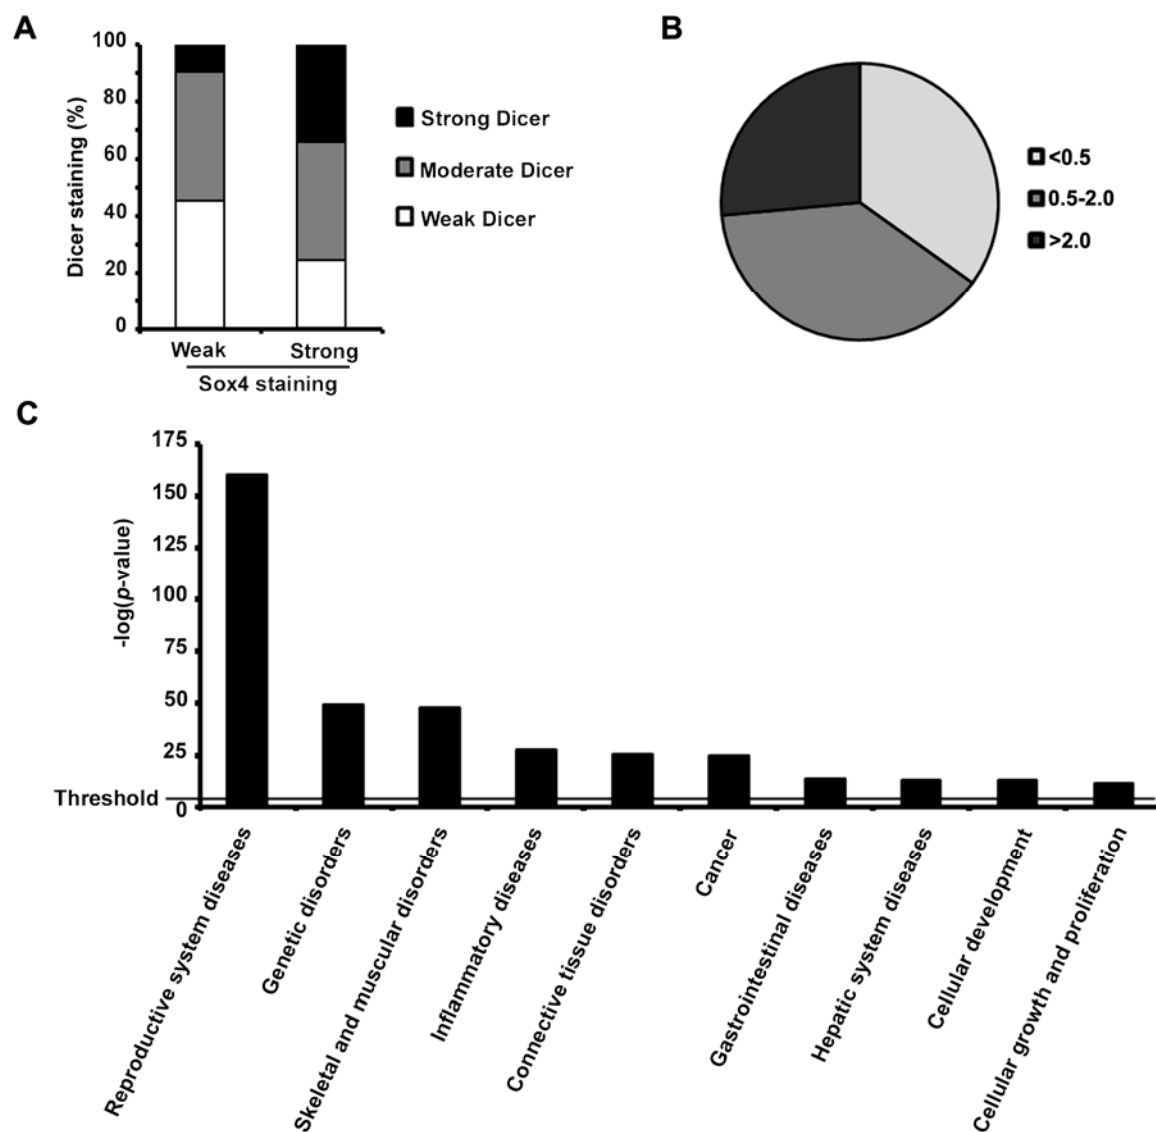 A
100
80
60
40
20
0
Dicer staining (%)
Weak
Strong
Sox4 staining
Strong Dicer
Moderate Dicer
Weak Dicer
B
<0.5
0.5-2.0
>2.0
C
175
150
125
100
75
50
25
0
-log(p-value)
Threshold
Reproductive system diseases
Genetic disorders
Skeletal and muscular disorders
Inflammatory diseases
Connective tissue disorders
Cancer
Gastrointestinal diseases
Hepatic system diseases
Cellular development
Cellular growth and proliferation